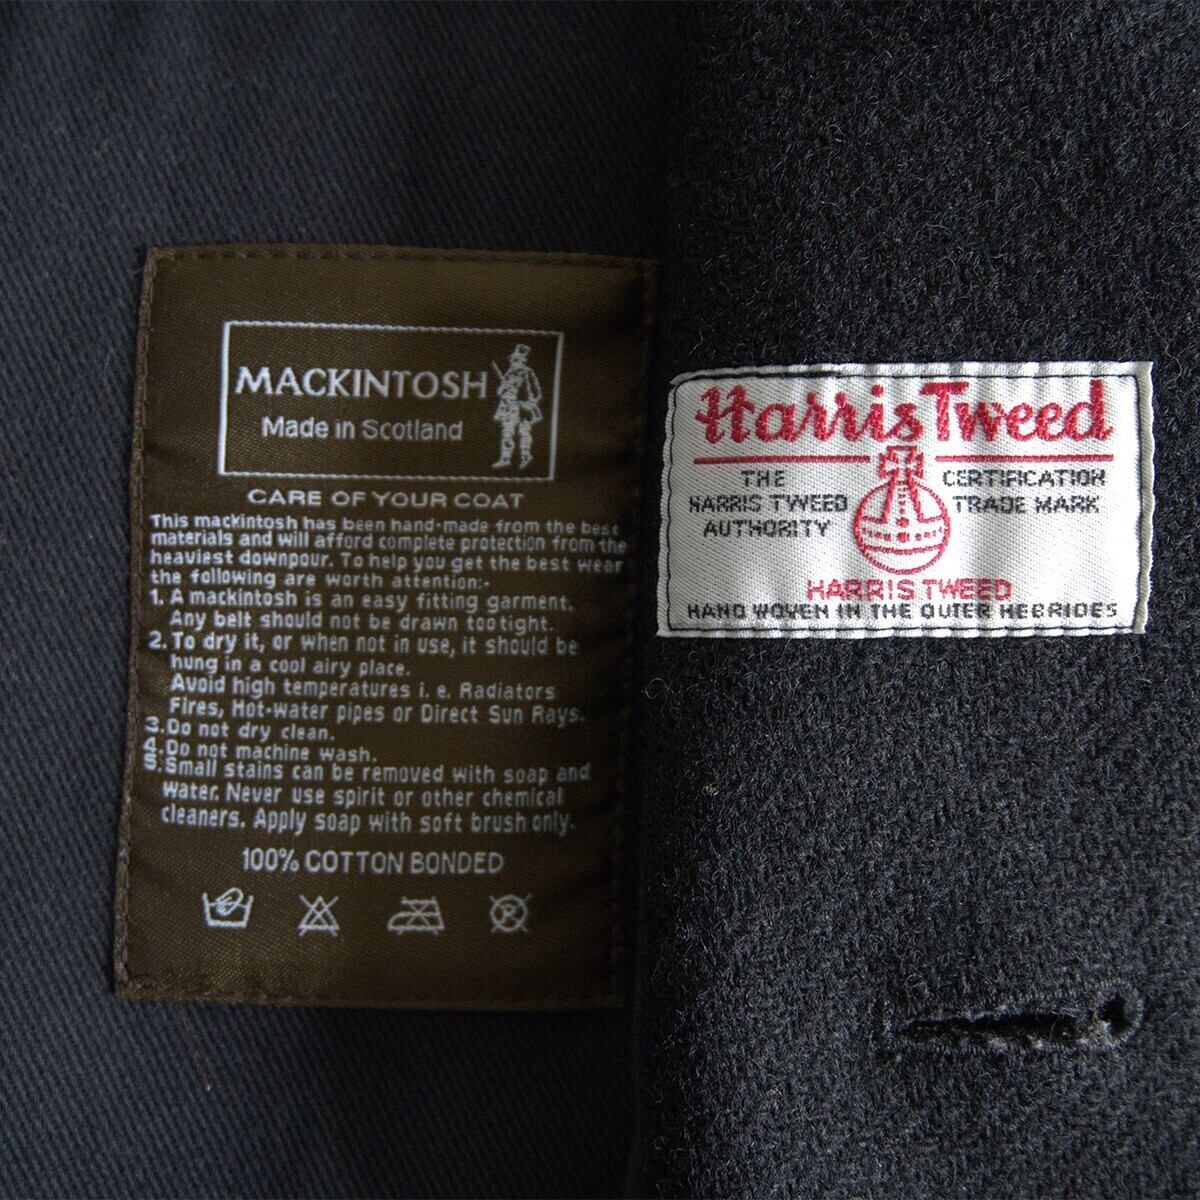 MACKINTOSH
Made in Scotland
CARE OF YOUR COAT
This mackintosh has been hand-made from the best
materials and will afford complete protection from the
heaviest downpour. To help you get the best wear
the following are worth attention:-
1. A mackintosh is an easy fitting garment.
Any belt should not be drawn too tight.
2. To dry it, or when not in use, it should be
hung in a cool airy place.
Avoid high temperatures i. e. Radiators
Fires, Hot-Water pipes or Direct Sun Rays.
3. Do not dry clean.
4. Do not machine wash.
5. Small stains can be removed with soap and
water. Never use spirit or other chemical
cleaners. Apply soap with soft brush only.
100% COTTON BONDED
Harris Tweed
THE
HARRIS TWEED
AUTHORITY
CERTIFICATION
TRADE MARK
HARRIS TWEED
HAND WOVEN IN THE OUTER HEBRIDES